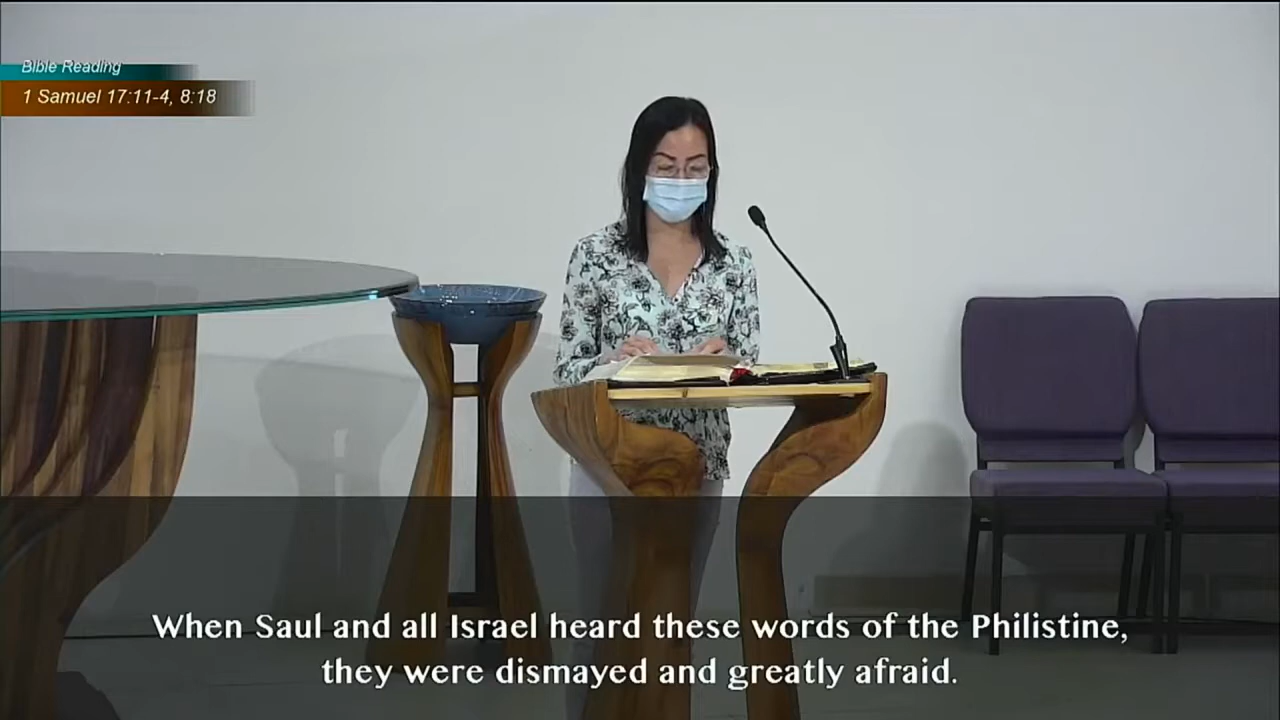 Bible Reading
1 Samuel 17:11-4, 8:18
When Saul and all Israel heard these words of the Philistine,
they were dismayed and greatly afraid.